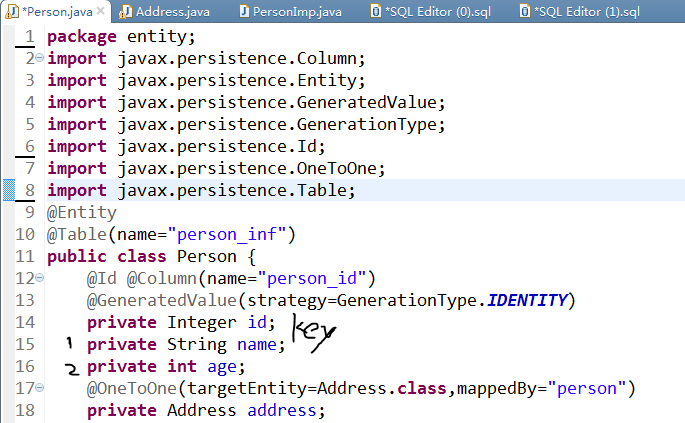 *Person.java Address.java PersonImp.java *SQL Editor (0).sql *SQL Editor (1).sql
1 package entity;
2 import javax.persistence.Column;
3 import javax.persistence.Entity;
4 import javax.persistence.GeneratedValue;
5 import javax.persistence.GenerationType;
6 import javax.persistence.Id;
7 import javax.persistence.OneToOne;
8 import javax.persistence.Table;
9 @Entity
10 @Table(name="person_inf")
11 public class Person {
12 @Id @Column(name="person_id")
13 @GeneratedValue(strategy=GenerationType.IDENTITY)
14 private Integer id; key
15 1 private String name;
16 2 private int age;
17 @OneToOne(targetEntity=Address.class,mappedBy="person")
18 private Address address;